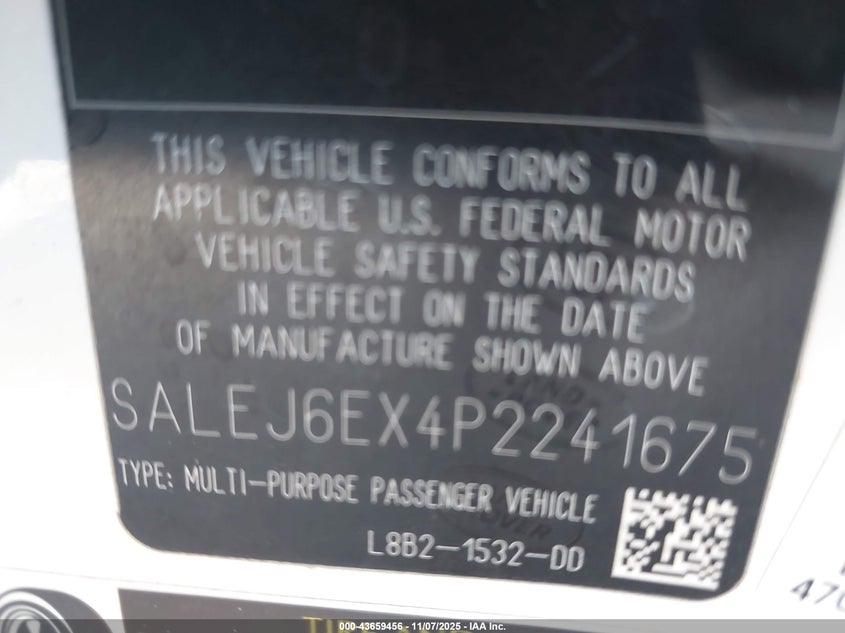 THIS VEHICLE CONFORMS TO ALL
APPLICABLE U.S. FEDERAL MOTOR
VEHICLE SAFETY STANDARDS
IN EFFECT ON THE DATE
OF MANUFACTURE SHOWN ABOVE
SALEJ6EX4P2241675
TYPE: MULTI-PURPOSE PASSENGER VEHICLE
L8B2-1532-DD
000-43659456 - 11/07/2025 - IAA Inc.